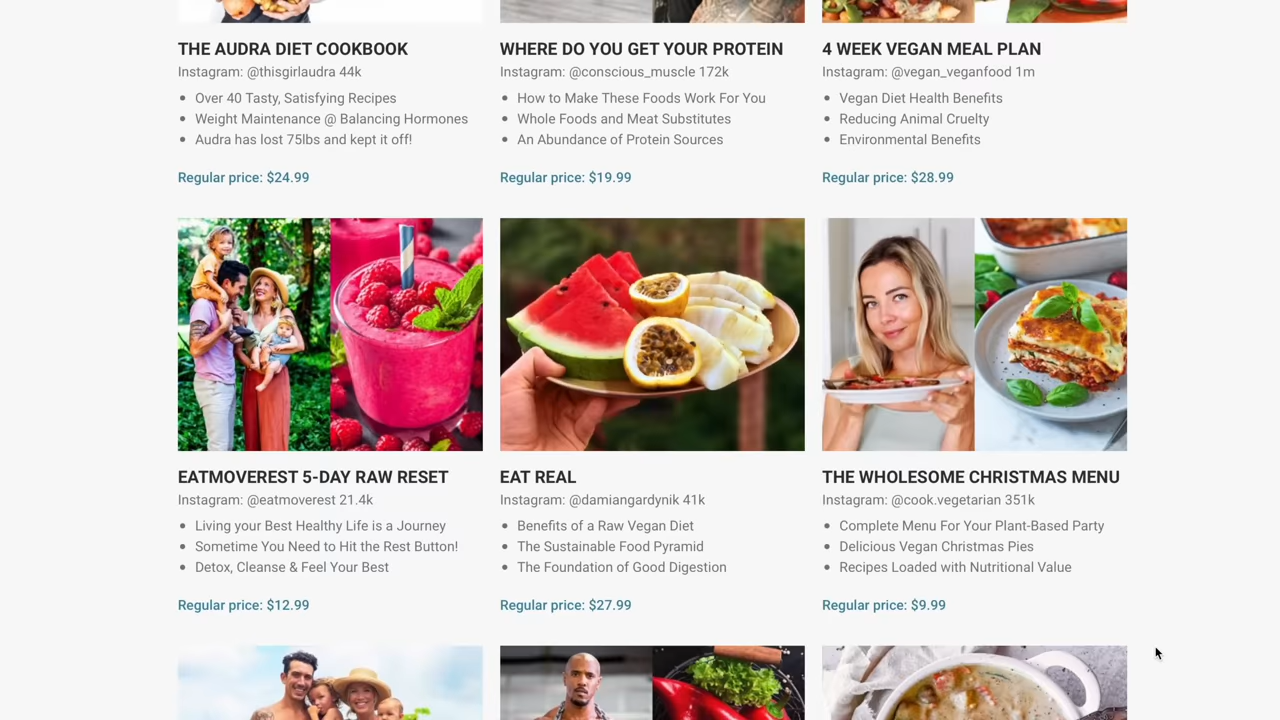 THE AUDRA DIET COOKBOOK
Instagram: @thisgirlaudra 44k
Over 40 Tasty, Satisfying Recipes
Weight Maintenance @ Balancing Hormones
Audra has lost 75lbs and kept it off!
Regular price: $24.99
WHERE DO YOU GET YOUR PROTEIN
Instagram: @conscious_muscle 172k
How to Make These Foods Work For You
Whole Foods and Meat Substitutes
An Abundance of Protein Sources
Regular price: $19.99
4 WEEK VEGAN MEAL PLAN
Instagram: @vegan_veganfood 1m
Vegan Diet Health Benefits
Reducing Animal Cruelty
Environmental Benefits
Regular price: $28.99
EATMOVEREST 5-DAY RAW RESET
Instagram: @eatmoverest 21.4k
Living your Best Healthy Life is a Journey
Sometime You Need to Hit the Rest Button!
Detox, Cleanse & Feel Your Best
Regular price: $12.99
EAT REAL
Instagram: @damiangardynik 41k
Benefits of a Raw Vegan Diet
The Sustainable Food Pyramid
The Foundation of Good Digestion
Regular price: $27.99
THE WHOLESOME CHRISTMAS MENU
Instagram: @cook.vegetarian 351k
Complete Menu For Your Plant-Based Party
Delicious Vegan Christmas Pies
Recipes Loaded with Nutritional Value
Regular price: $9.99